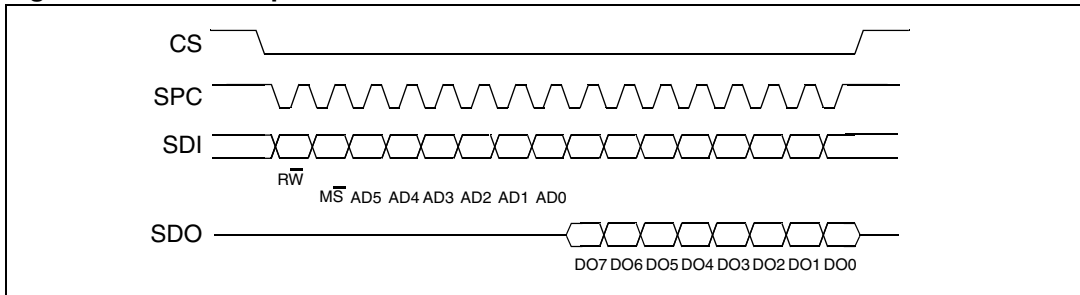 CS
SPC
SDI
RW̅
MS̅ AD5 AD4 AD3 AD2 AD1 AD0
SDO
DO7 DO6 DO5 DO4 DO3 DO2 DO1 DO0